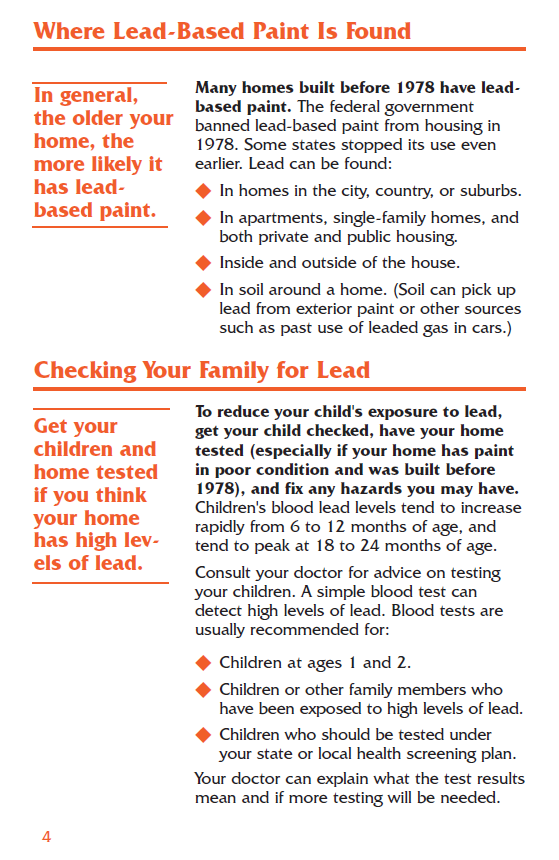 Where Lead-Based Paint Is Found
In general,
the older your
home, the
more likely it
has lead-
based paint.
Many homes built before 1978 have lead-
based paint. The federal government
banned lead-based paint from housing in
1978. Some states stopped its use even
earlier. Lead can be found:
◆ In homes in the city, country, or suburbs.
◆ In apartments, single-family homes, and
both private and public housing.
◆ Inside and outside of the house.
◆ In soil around a home. (Soil can pick up
lead from exterior paint or other sources
such as past use of leaded gas in cars.)
Checking Your Family for Lead
Get your
children and
home tested
if you think
your home
has high lev-
els of lead.
To reduce your child's exposure to lead,
get your child checked, have your home
tested (especially if your home has paint
in poor condition and was built before
1978), and fix any hazards you may have.
Children's blood lead levels tend to increase
rapidly from 6 to 12 months of age, and
tend to peak at 18 to 24 months of age.
Consult your doctor for advice on testing
your children. A simple blood test can
detect high levels of lead. Blood tests are
usually recommended for:
◆ Children at ages 1 and 2.
◆ Children or other family members who
have been exposed to high levels of lead.
◆ Children who should be tested under
your state or local health screening plan.
Your doctor can explain what the test results
mean and if more testing will be needed.
4